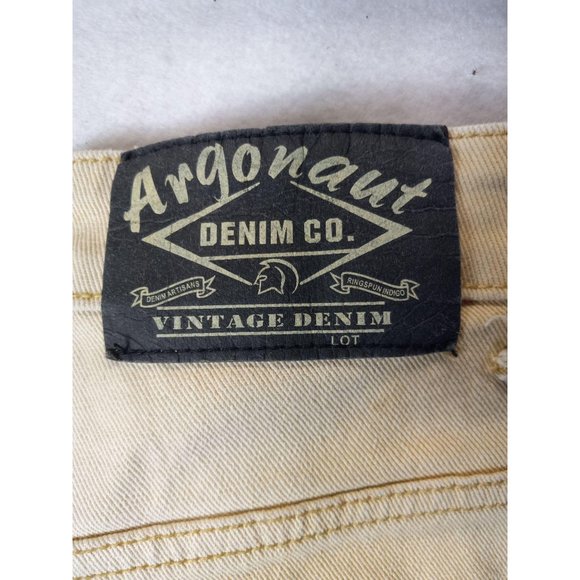 Argonaut
DENIM CO.
DENIM ARTISANS
RINGSPUN INDIGO
VINTAGE DENIM
LOT